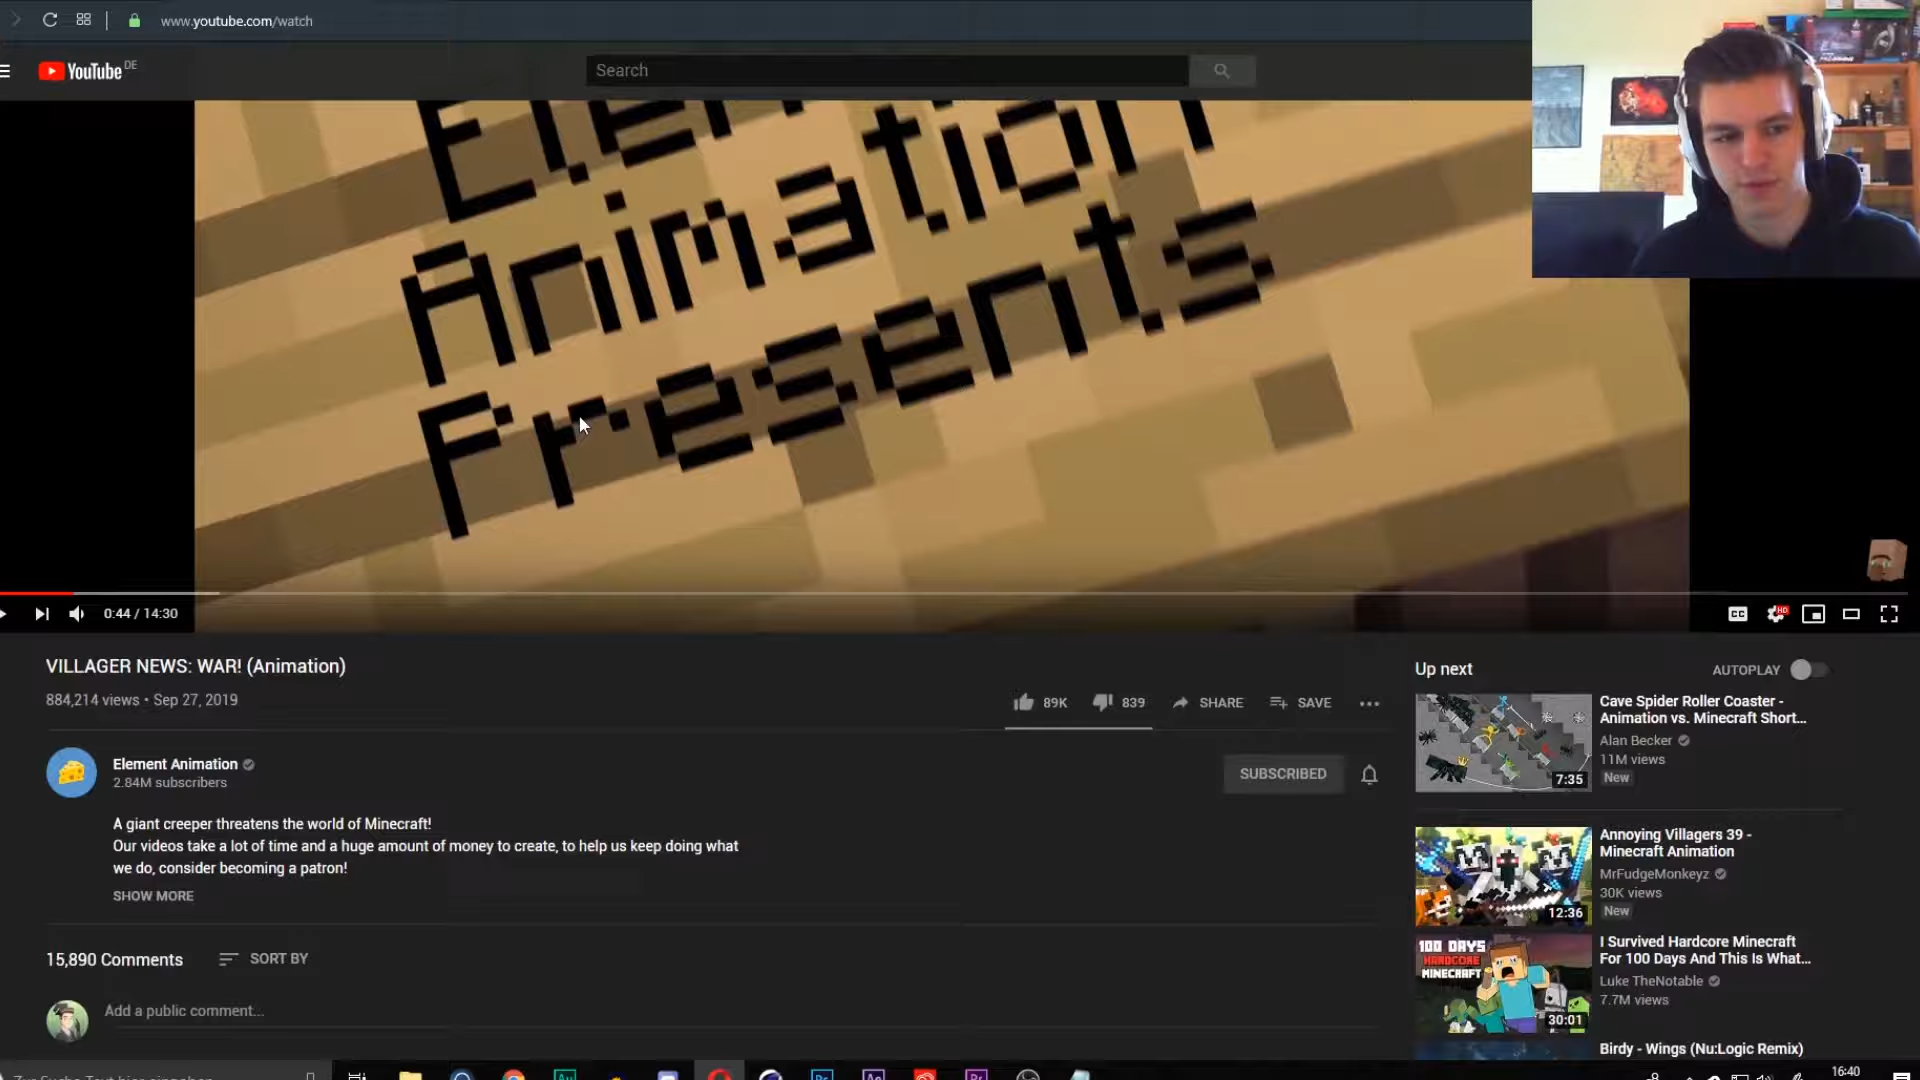 www.youtube.com/watch
YouTube DE
Search
Animation
Presents
0:44 / 14:30
CC
HD
VILLAGER NEWS: WAR! (Animation)
884,214 views • Sep 27, 2019
89K
839
SHARE
SAVE
Element Animation
2.84M subscribers
SUBSCRIBED
A giant creeper threatens the world of Minecraft!
Our videos take a lot of time and a huge amount of money to create, to help us keep doing what
we do, consider becoming a patron!
SHOW MORE
15,890 Comments
SORT BY
Add a public comment...
Up next
AUTOPLAY
7:35
Cave Spider Roller Coaster -
Animation vs. Minecraft Short...
Alan Becker
11M views
New
12:36
Annoying Villagers 39 -
Minecraft Animation
MrFudgeMonkeyz
30K views
New
100 DAYS
HARDCORE
MINECRAFT
30:01
I Survived Hardcore Minecraft
For 100 Days And This Is What...
Luke TheNotable
7.7M views
Birdy - Wings (Nu:Logic Remix)
16:40